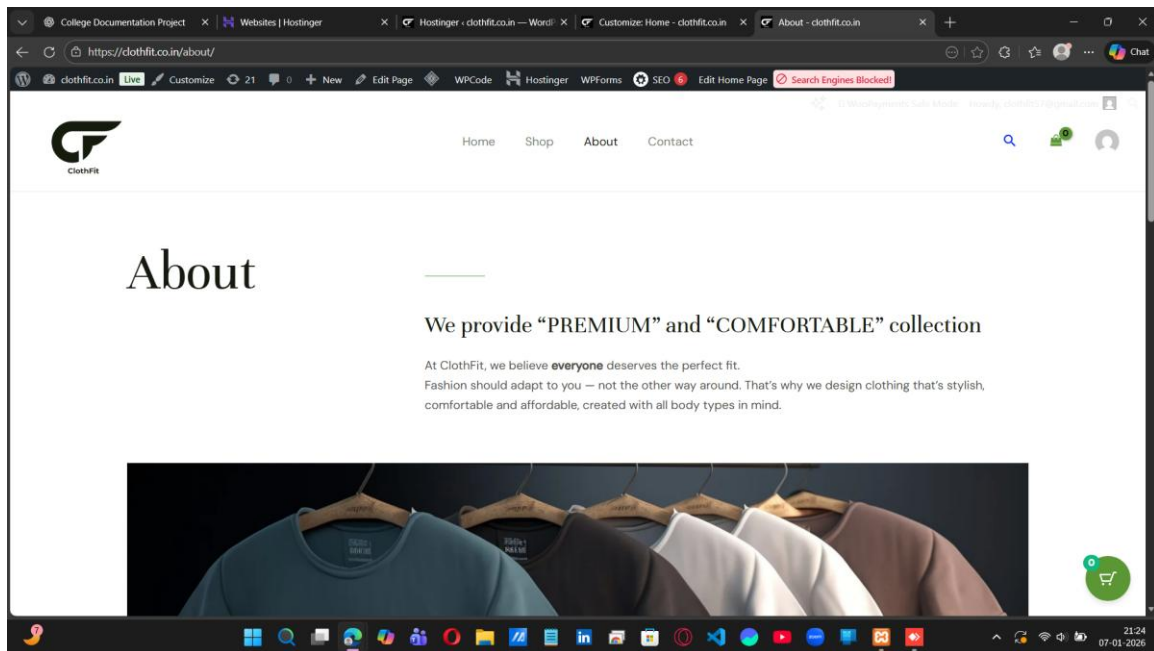 College Documentation Project
Websites | Hostinger
Hostinger ‹ clothfit.co.in — WordP
Customize: Home - clothfit.co.in
About - clothfit.co.in
https://clothfit.co.in/about/
Chat
clothfit.co.in Live Customize 21 0 New Edit Page WPCode Hostinger WPForms SEO 6 Edit Home Page Search Engines Blocked!
CF
ClothFit
Home Shop About Contact
0
About
We provide “PREMIUM” and “COMFORTABLE” collection
At ClothFit, we believe everyone deserves the perfect fit.
Fashion should adapt to you — not the other way around. That’s why we design clothing that’s stylish,
comfortable and affordable, created with all body types in mind.
0
7
21:24
07-01-2026